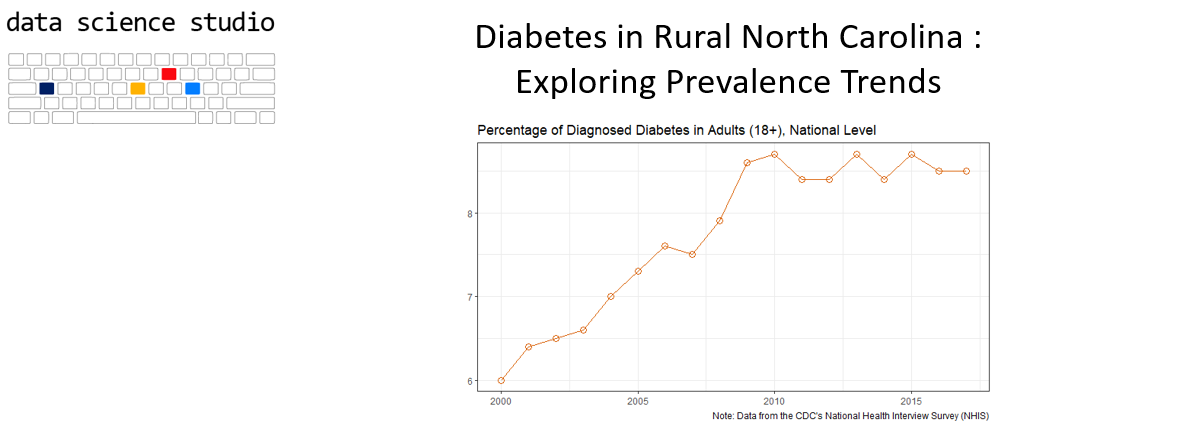 data science studio
Diabetes in Rural North Carolina :
Exploring Prevalence Trends
Percentage of Diagnosed Diabetes in Adults (18+), National Level
8
7
6
2000 2005 2010 2015
Note: Data from the CDC's National Health Interview Survey (NHIS)